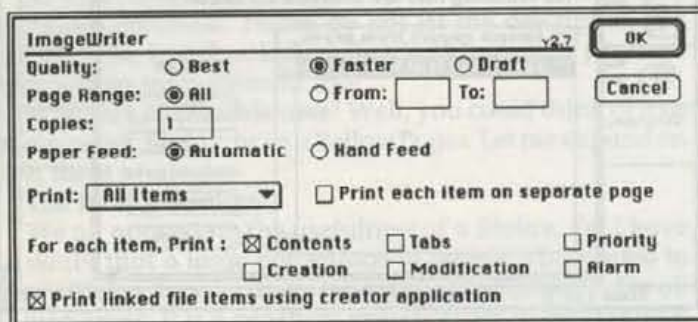 ImageWriter v2.7 OK
Quality: Best Faster Draft
Page Range: All From: To: Cancel
Copies: 1
Paper Feed: Automatic Hand Feed
Print: All Items Print each item on separate page
For each item, Print : Contents Tabs Priority
Creation Modification Alarm
Print linked file items using creator application